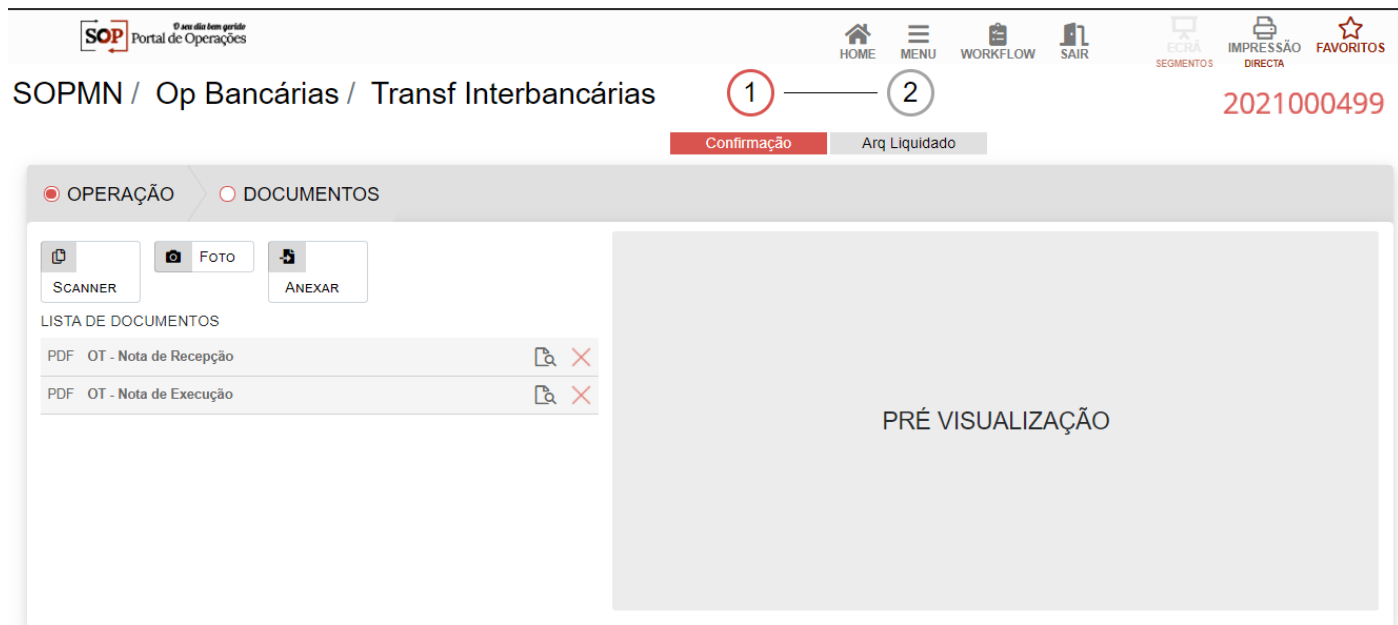 O seu dia bem gerido
SOP Portal de Operações
HOME MENU WORKFLOW SAIR ECRÃ SEGMENTOS IMPRESSÃO DIRECTA FAVORITOS
SOPMN / Op Bancárias / Transf Interbancárias 1 2 2021000499
Confirmação Arq Liquidado
OPERAÇÃO DOCUMENTOS
SCANNER FOTO ANEXAR
LISTA DE DOCUMENTOS
PDF OT - Nota de Recepção
PDF OT - Nota de Execução
PRÉ VISUALIZAÇÃO